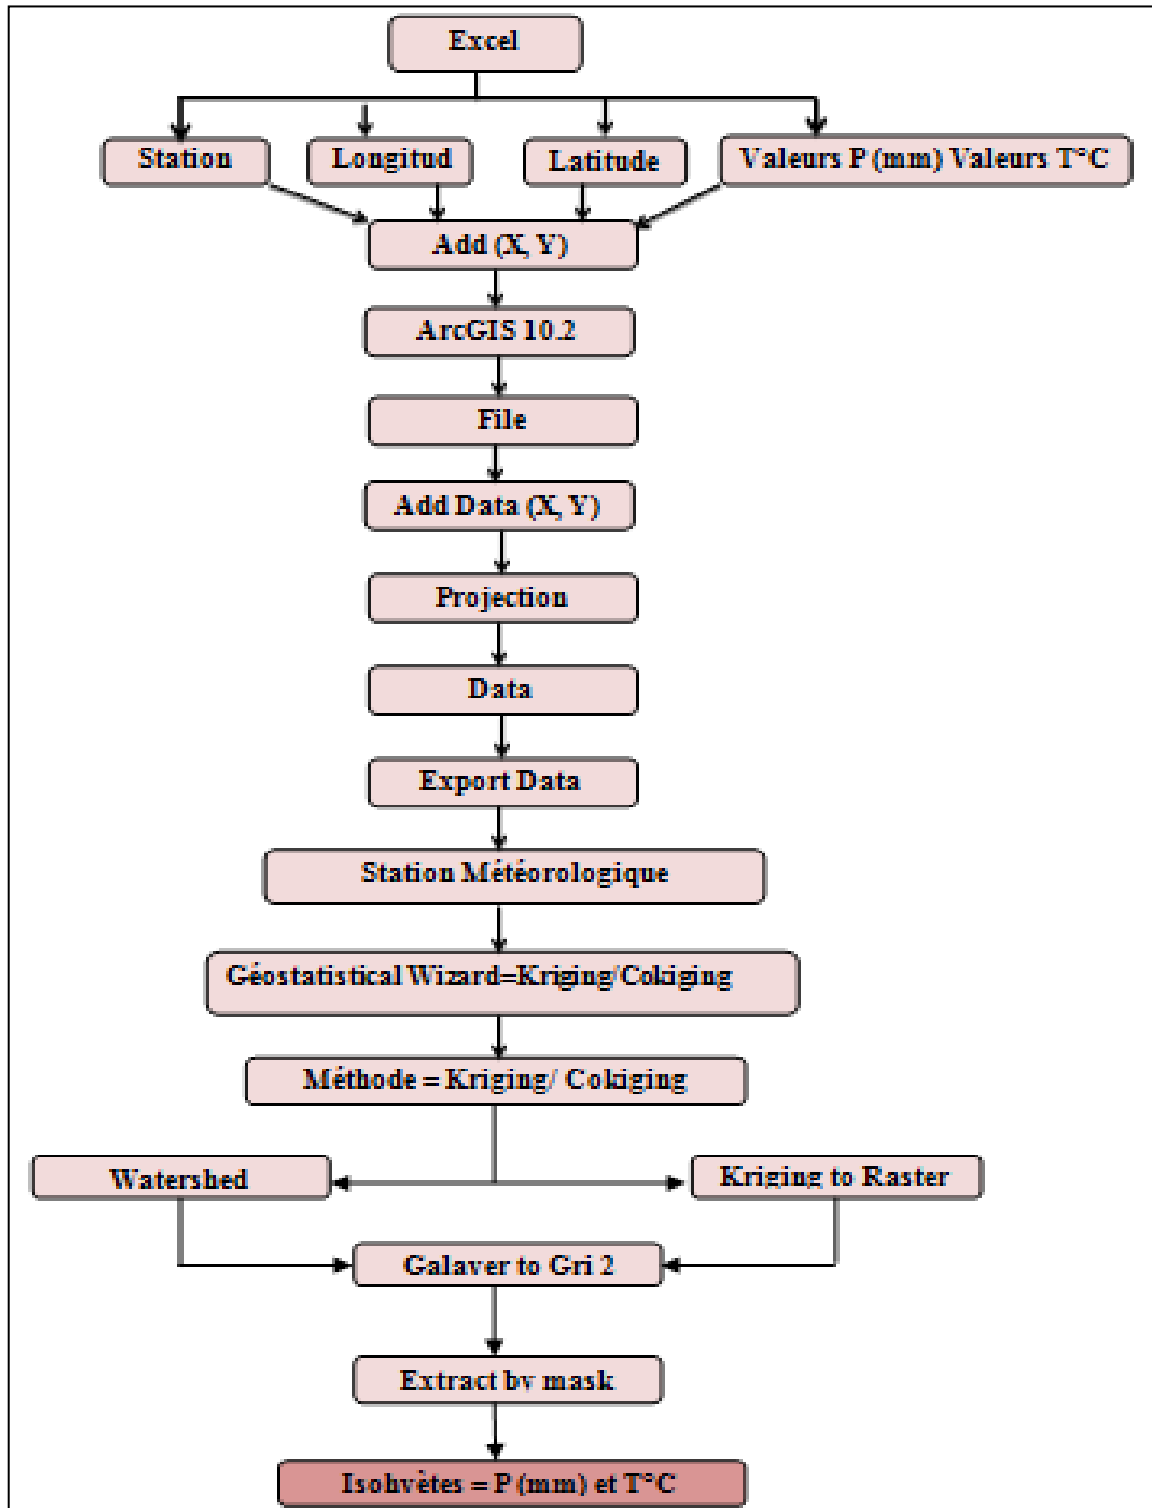 Excel
Station
Longitud
Latitude
Valeurs P (mm) Valeurs T°C
Add (X, Y)
ArcGIS 10.2
File
Add Data (X, Y)
Projection
Data
Export Data
Station Météorologique
Géostatistical Wizard=Kriging/Cokiging
Méthode = Kriging/ Cokiging
Watershed
Kriging to Raster
Galaver to Gri 2
Extract by mask
Isohyètes = P (mm) et T°C